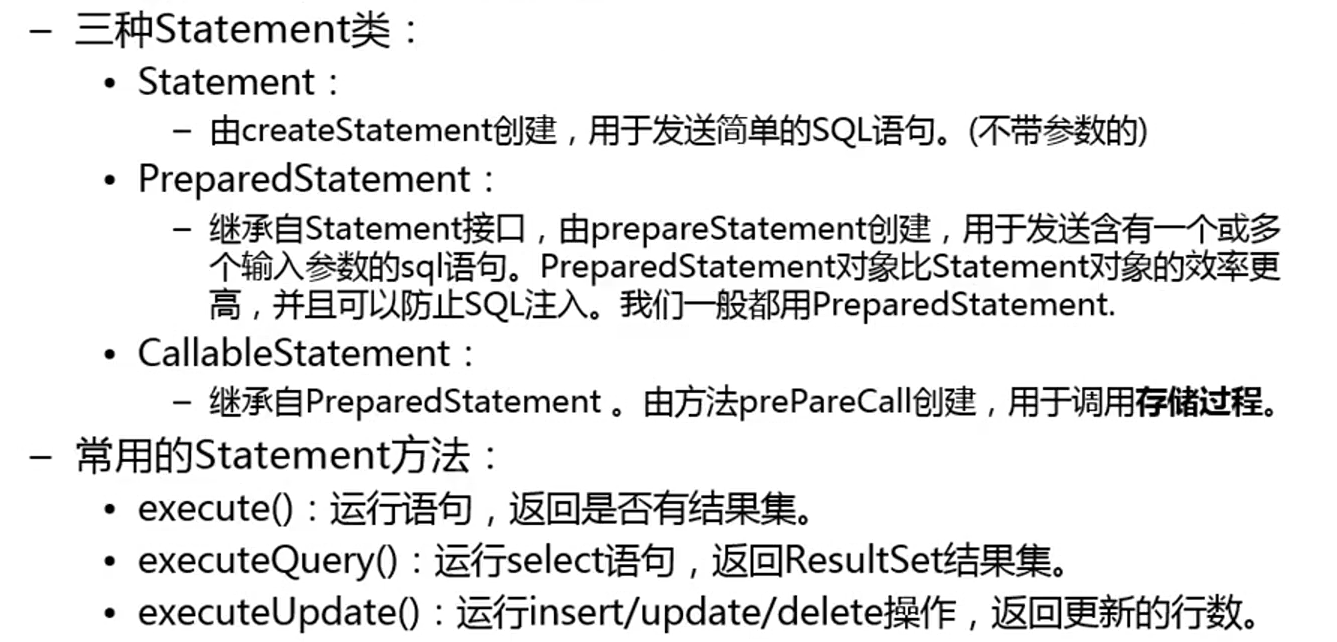 – 三种Statement类：
• Statement：
– 由createStatement创建，用于发送简单的SQL语句。(不带参数的)
• PreparedStatement：
– 继承自Statement接口，由prepareStatement创建，用于发送含有一个或多
个输入参数的sql语句。PreparedStatement对象比Statement对象的效率更
高，并且可以防止SQL注入。我们一般都用PreparedStatement.
• CallableStatement：
– 继承自PreparedStatement 。由方法prePareCall创建，用于调用存储过程。
– 常用的Statement方法：
• execute()：运行语句，返回是否有结果集。
• executeQuery()：运行select语句，返回ResultSet结果集。
• executeUpdate()：运行insert/update/delete操作，返回更新的行数。